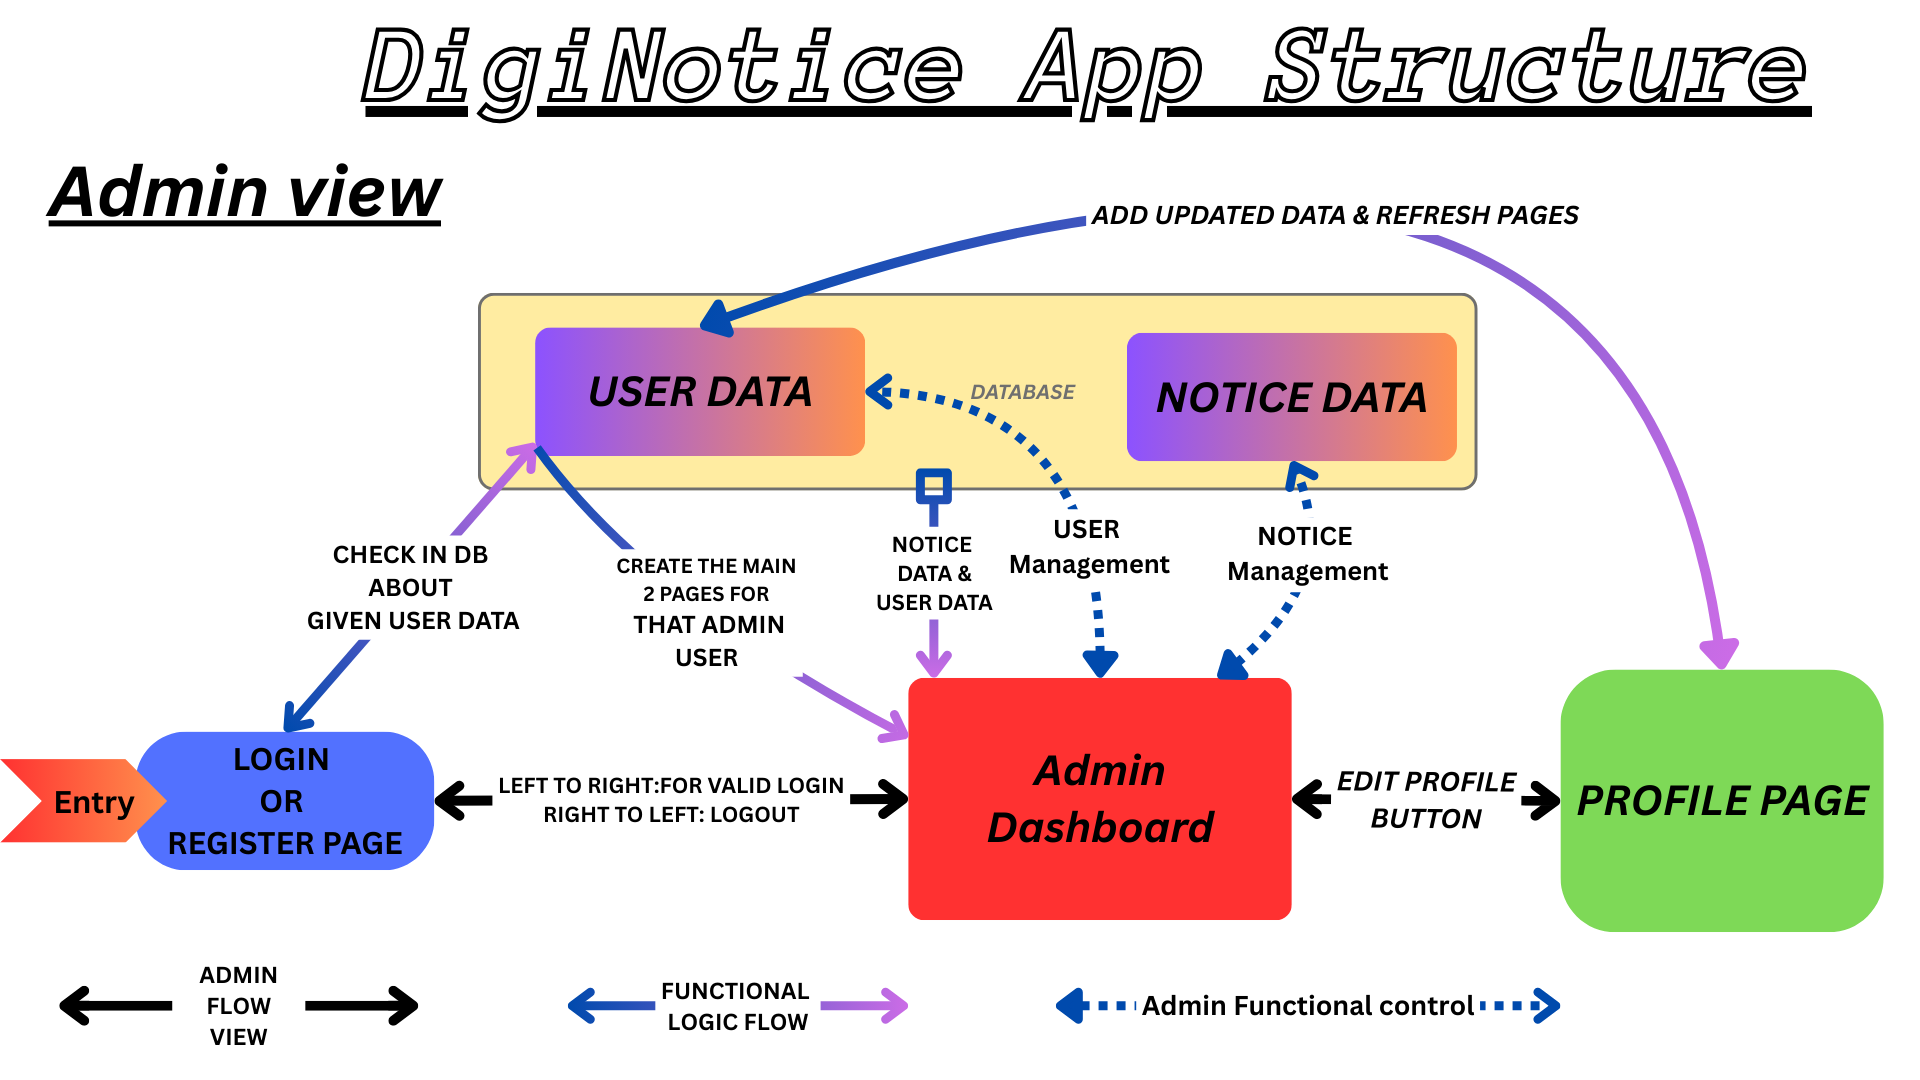 DigiNotice App Structure
Admin view
ADD UPDATED DATA & REFRESH PAGES
USER DATA
DATABASE
NOTICE DATA
CHECK IN DB
ABOUT
GIVEN USER DATA
CREATE THE MAIN
2 PAGES FOR
THAT ADMIN
USER
NOTICE
DATA &
USER DATA
USER
Management
NOTICE
Management
Entry
LOGIN
OR
REGISTER PAGE
LEFT TO RIGHT:FOR VALID LOGIN
RIGHT TO LEFT: LOGOUT
Admin
Dashboard
EDIT PROFILE
BUTTON
PROFILE PAGE
ADMIN
FLOW
VIEW
FUNCTIONAL
LOGIC FLOW
Admin Functional control